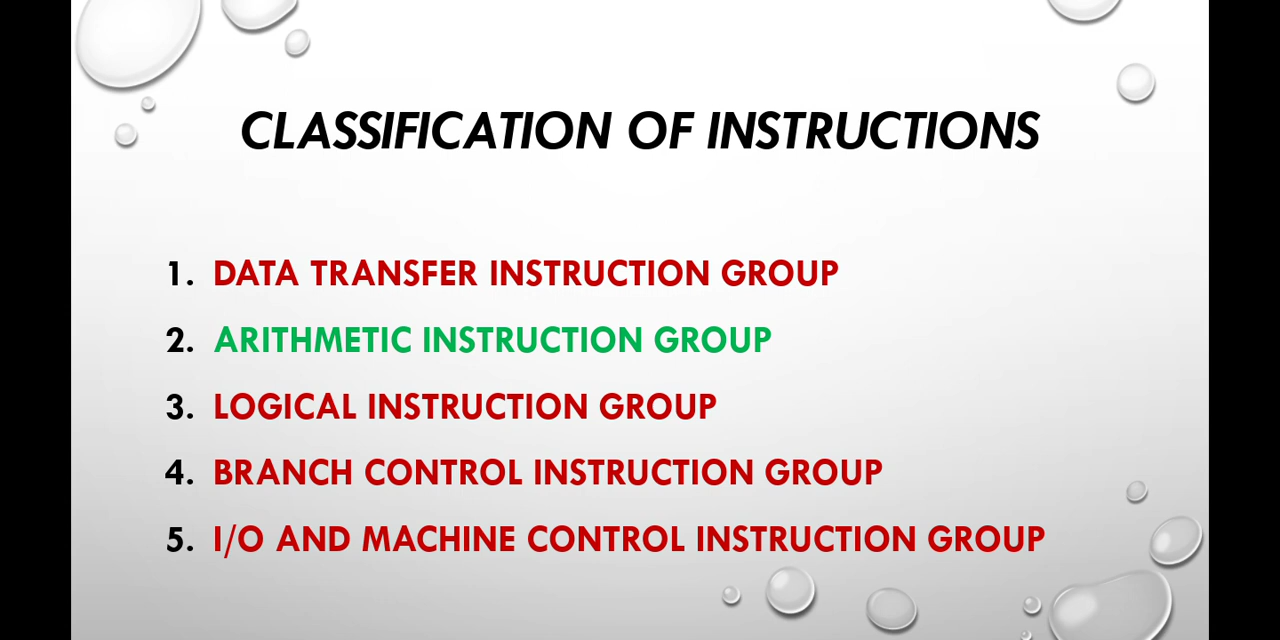 CLASSIFICATION OF INSTRUCTIONS
1. DATA TRANSFER INSTRUCTION GROUP
2. ARITHMETIC INSTRUCTION GROUP
3. LOGICAL INSTRUCTION GROUP
4. BRANCH CONTROL INSTRUCTION GROUP
5. I/O AND MACHINE CONTROL INSTRUCTION GROUP